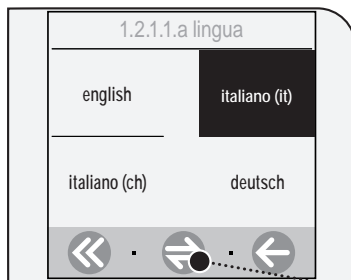 1.2.1.1.a lingua
english
italiano (it)
italiano (ch)
deutsch